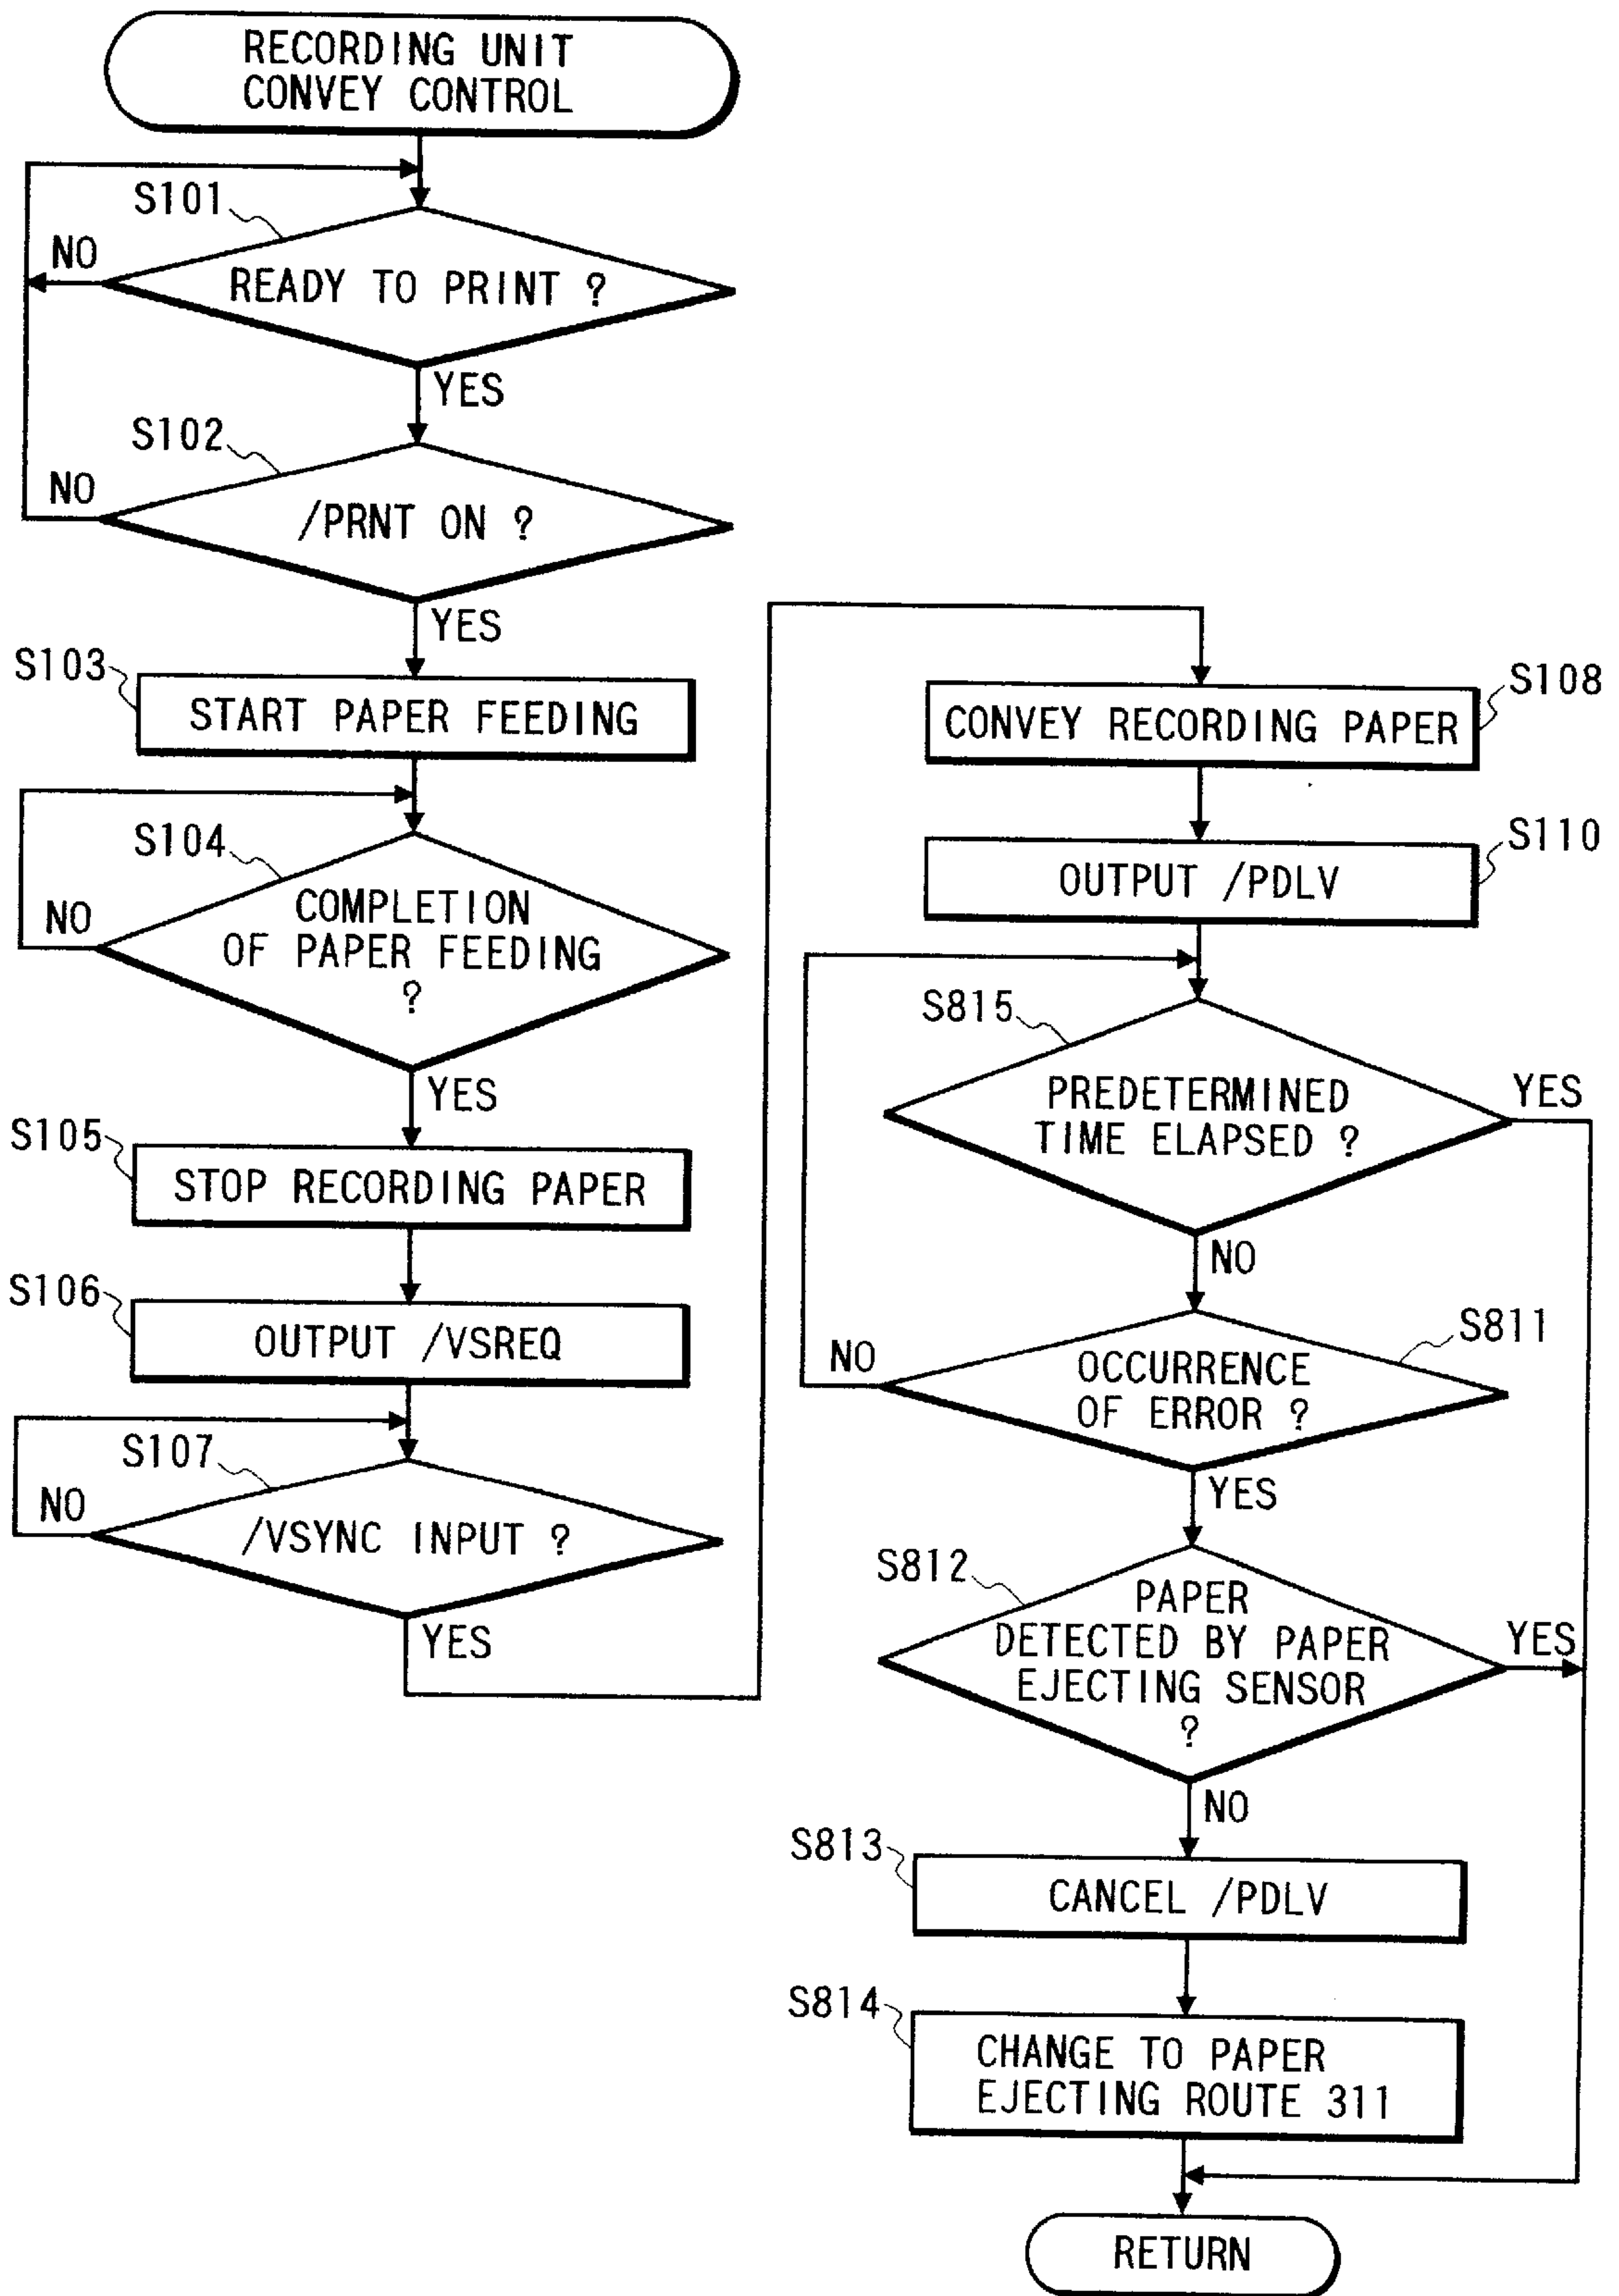 RECORDING UNIT
CONVEY CONTROL
S101
NO
READY TO PRINT ?
YES
S102
NO
/PRNT ON ?
YES
S103
START PAPER FEEDING
S104
NO
COMPLETION
OF PAPER FEEDING
?
YES
S105
STOP RECORDING PAPER
S106
OUTPUT /VSREQ
S107
NO
/VSYNC INPUT ?
YES
S108
CONVEY RECORDING PAPER
S110
OUTPUT /PDLV
S815
PREDETERMINED
TIME ELAPSED ?
YES
NO
S811
NO
OCCURRENCE
OF ERROR ?
YES
S812
PAPER
DETECTED BY PAPER
EJECTING SENSOR
?
YES
NO
S813
CANCEL /PDLV
S814
CHANGE TO PAPER
EJECTING ROUTE 311
RETURN